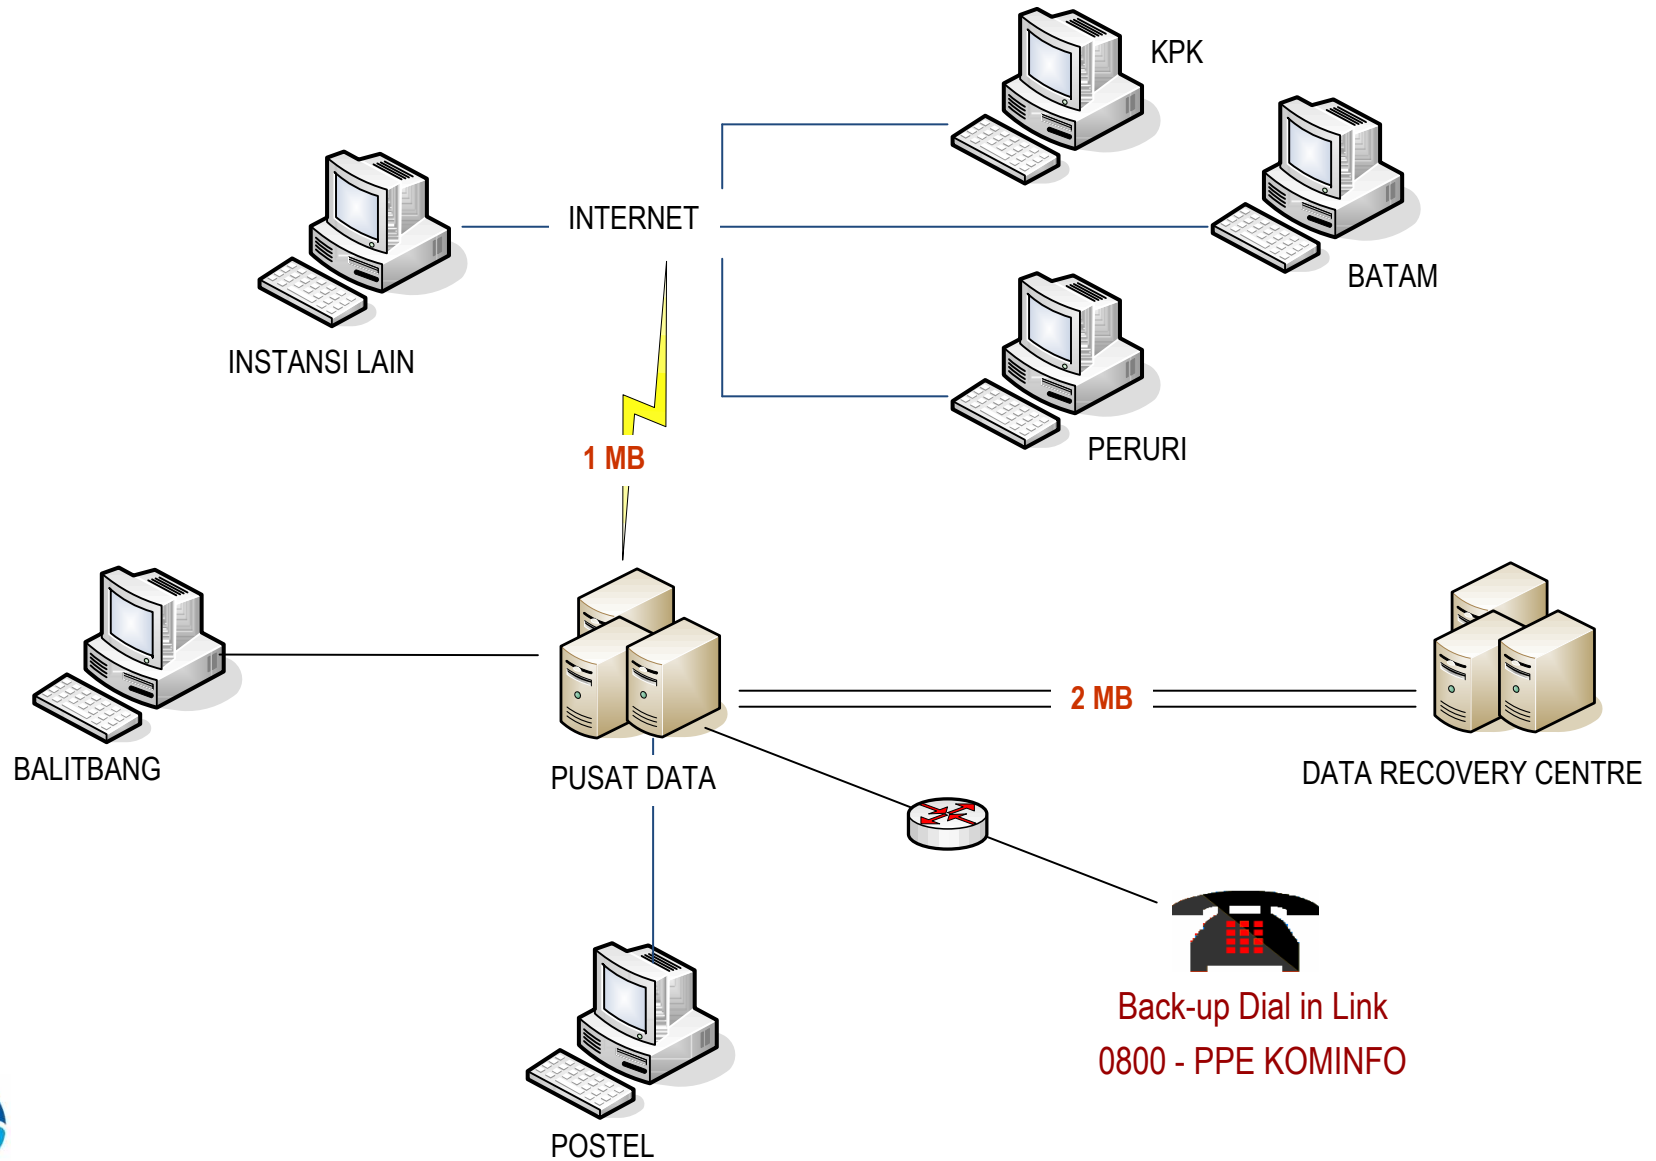 KPK
INTERNET
BATAM
INSTANSI LAIN
PERURI
1 MB
2 MB
BALITBANG
PUSAT DATA
DATA RECOVERY CENTRE
Back-up Dial in Link
0800 - PPE KOMINFO
POSTEL